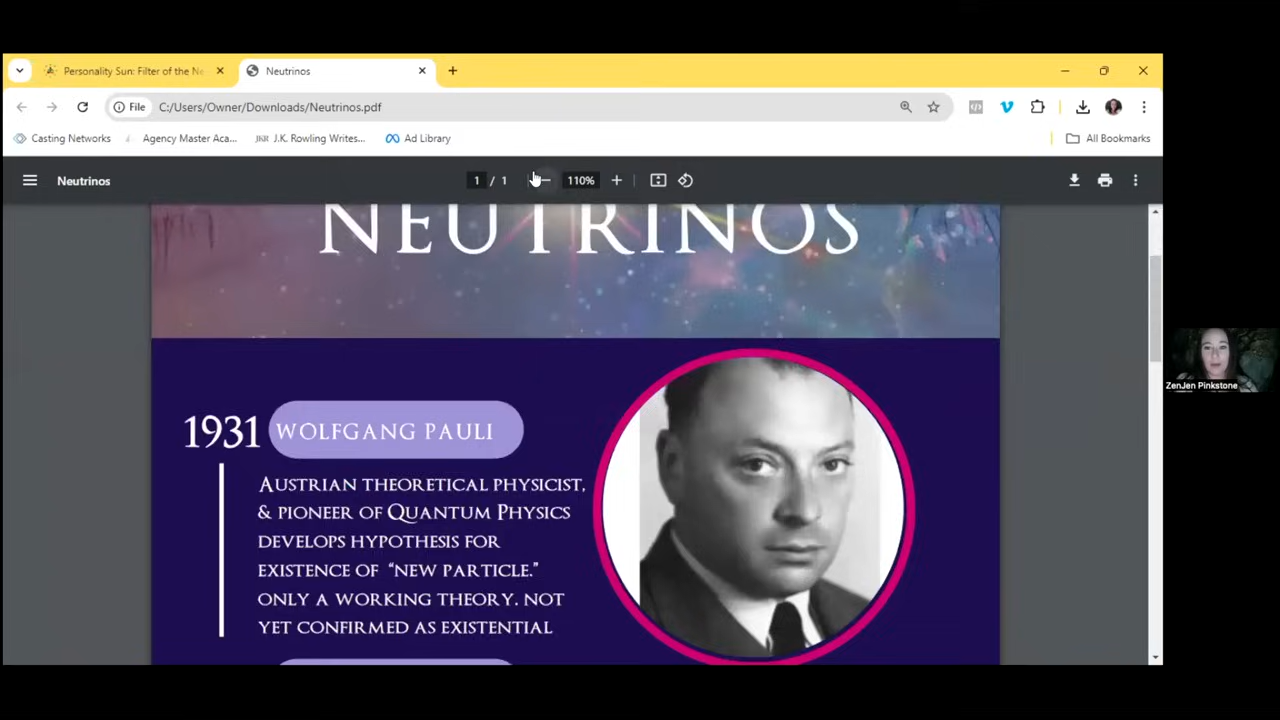 Personality Sun: Filter of the Ne
Neutrinos
File C:/Users/Owner/Downloads/Neutrinos.pdf
Casting Networks Agency Master Aca... JKR J.K. Rowling Writes... Ad Library All Bookmarks
Neutrinos 1 / 1 110%
NEUTRINOS
1931 WOLFGANG PAULI
AUSTRIAN THEORETICAL PHYSICIST,
& PIONEER OF QUANTUM PHYSICS
DEVELOPS HYPOTHESIS FOR
EXISTENCE OF “NEW PARTICLE.”
ONLY A WORKING THEORY. NOT
YET CONFIRMED AS EXISTENTIAL
ZenJen Pinkstone